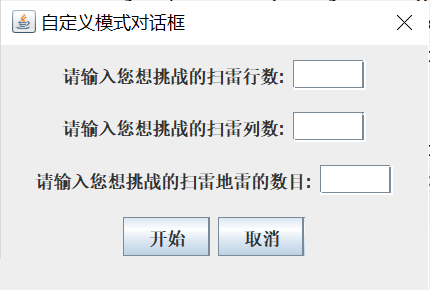 自定义模式对话框
请输入您想挑战的扫雷行数:
请输入您想挑战的扫雷列数:
请输入您想挑战的扫雷地雷的数目:
开始 取消